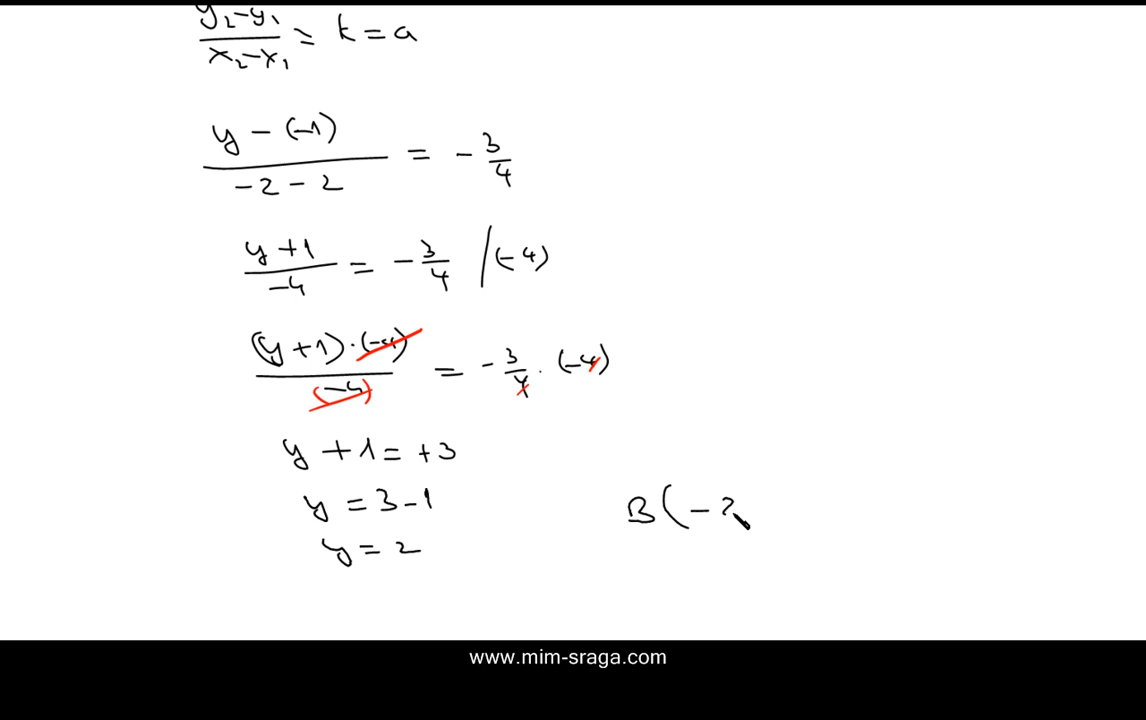 y₂-y₁/x₂-x₁ = k = a
y - (-1)/-2 - 2 = - 3/4
y + 1/-4 = - 3/4 /(-4)
(y + 1) · (-4)/(-4) = - 3/4 · (-4)
y + 1 = + 3
y = 3 - 1
y = 2
B(- 2
www.mim-sraga.com